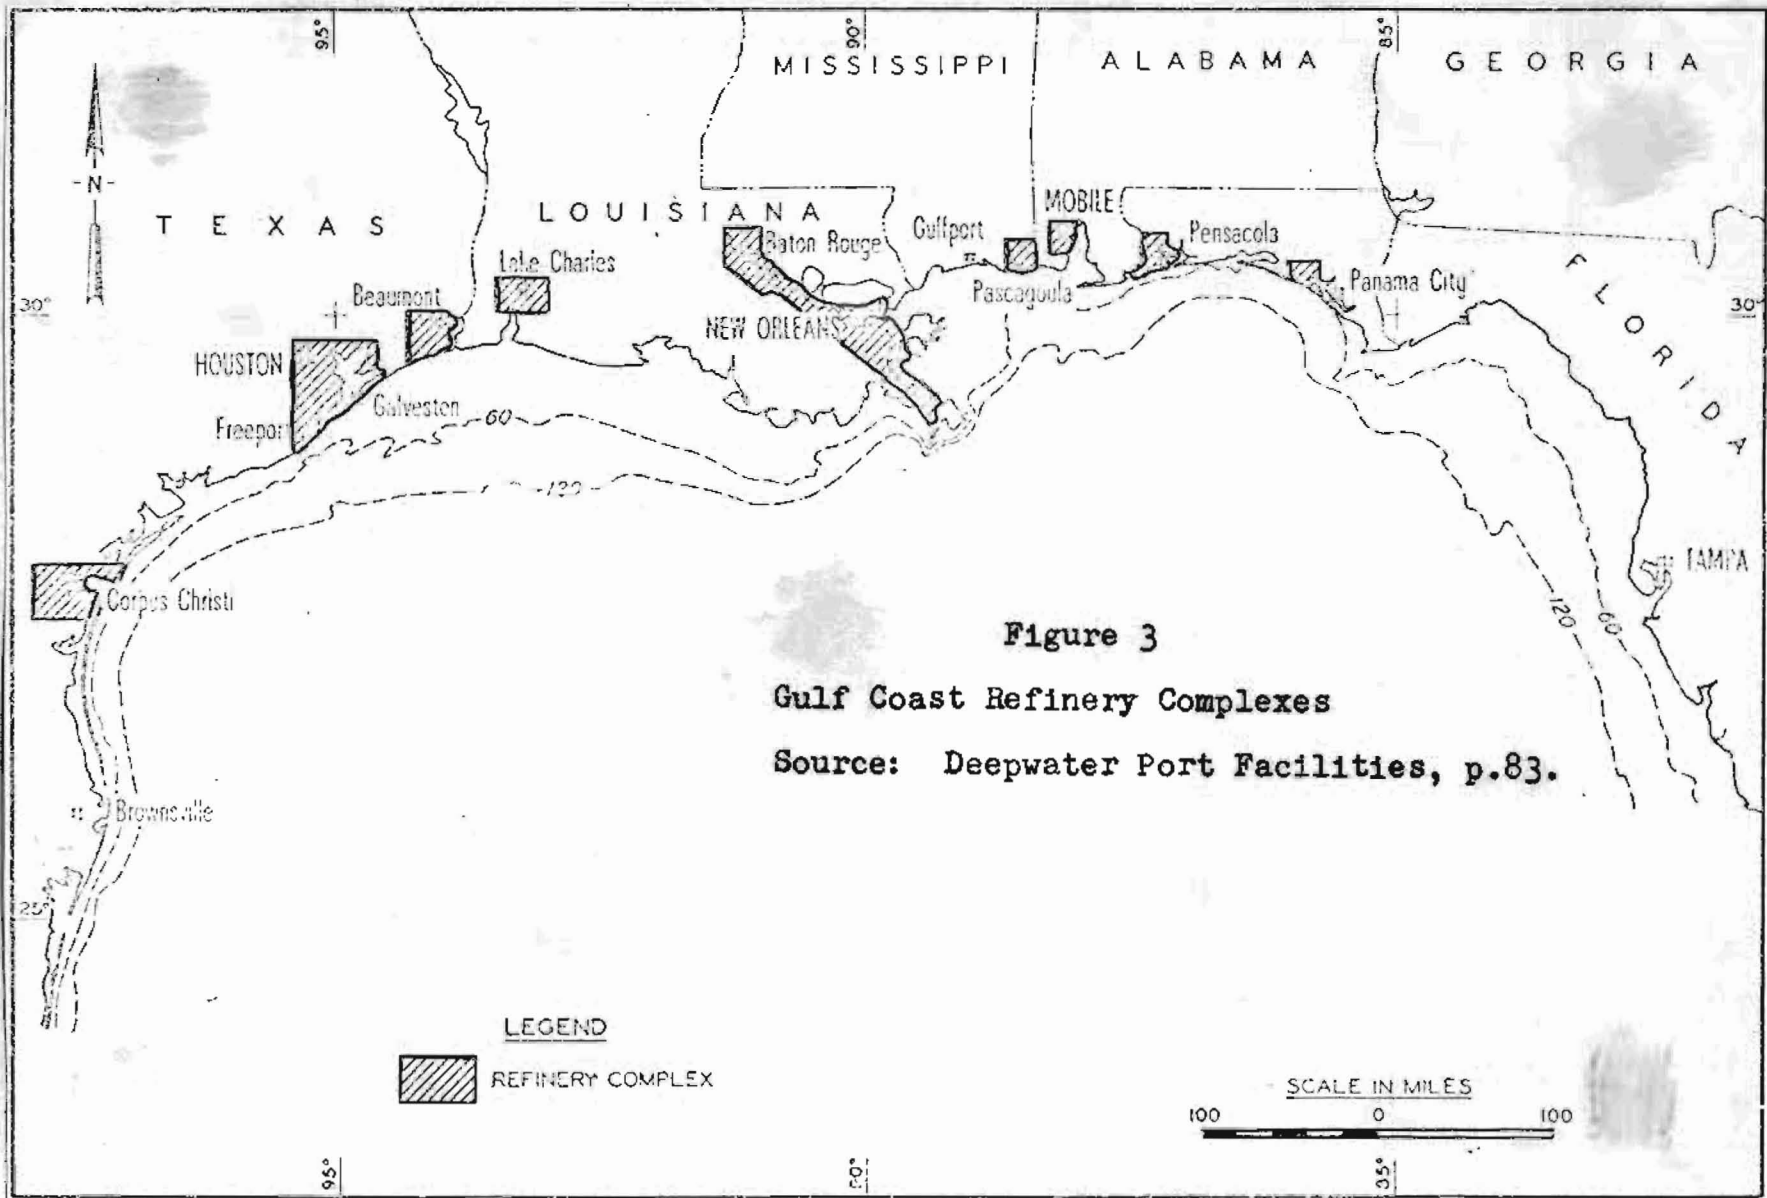 95° 90° 85°
MISSISSIPPI ALABAMA GEORGIA
-N-
TEXAS LOUISIANA
MOBILE
Gulfport Pensacola
Baton Rouge
Lake Charles
FLORIDA
Beaumont Pascagoula Panama City
30° 30°
NEW ORLEANS
HOUSTON
Galveston
60
Freepor
120
TAMPA
Corpus Christi
120 60
Figure 3
Gulf Coast Refinery Complexes
Source: Deepwater Port Facilities, p.83.
Brownsville
25°
LEGEND
REFINERY COMPLEX
SCALE IN MILES
100 0 100
95° 90° 85°